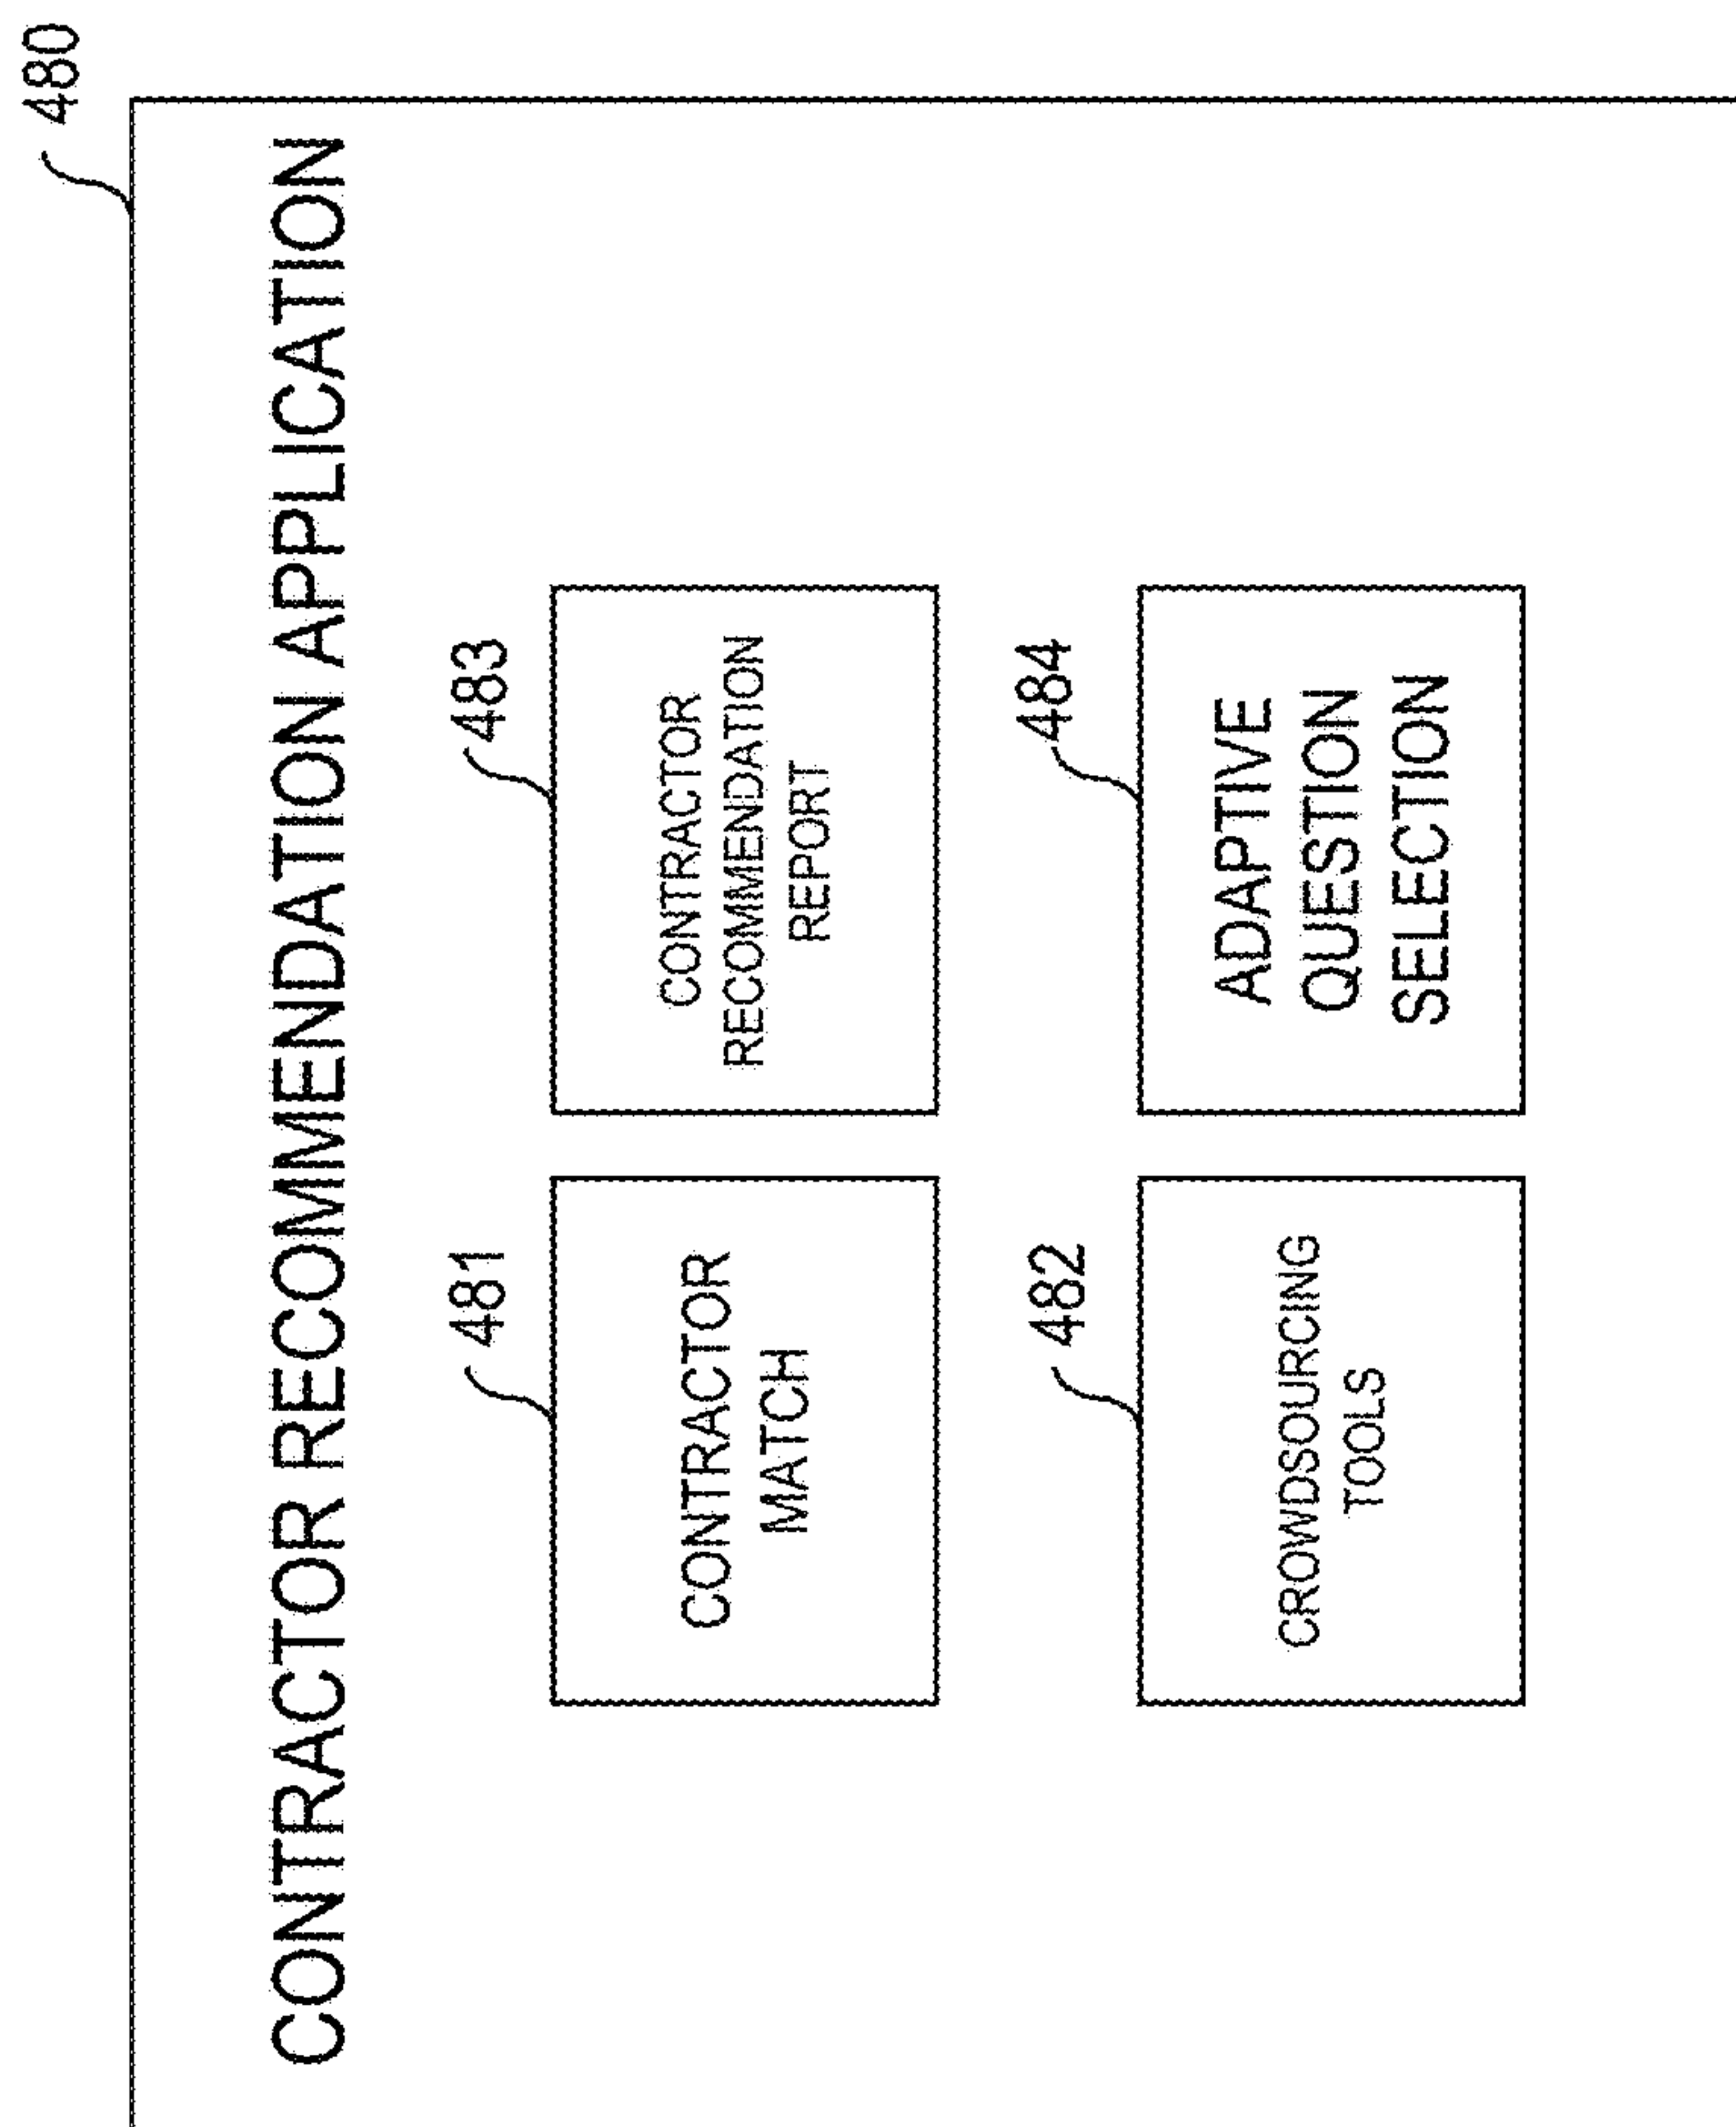 480
CONTRACTOR RECOMMENDATION APPLICATION
481
CONTRACTOR
MATCH
483
CONTRACTOR
RECOMMENDATION
REPORT
482
CROWDSOURCING
TOOLS
484
ADAPTIVE
QUESTION
SELECTION